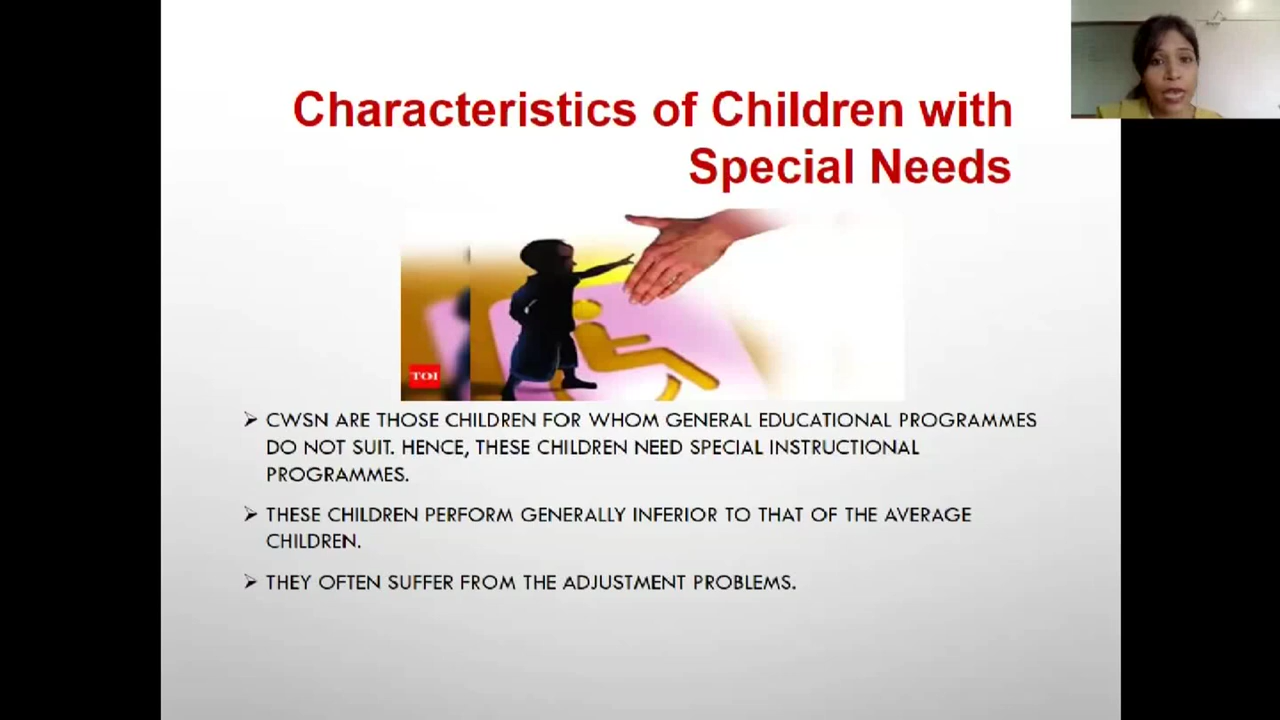 Characteristics of Children with
Special Needs
TOI
➢ CWSN ARE THOSE CHILDREN FOR WHOM GENERAL EDUCATIONAL PROGRAMMES
DO NOT SUIT. HENCE, THESE CHILDREN NEED SPECIAL INSTRUCTIONAL
PROGRAMMES.
➢ THESE CHILDREN PERFORM GENERALLY INFERIOR TO THAT OF THE AVERAGE
CHILDREN.
➢ THEY OFTEN SUFFER FROM THE ADJUSTMENT PROBLEMS.